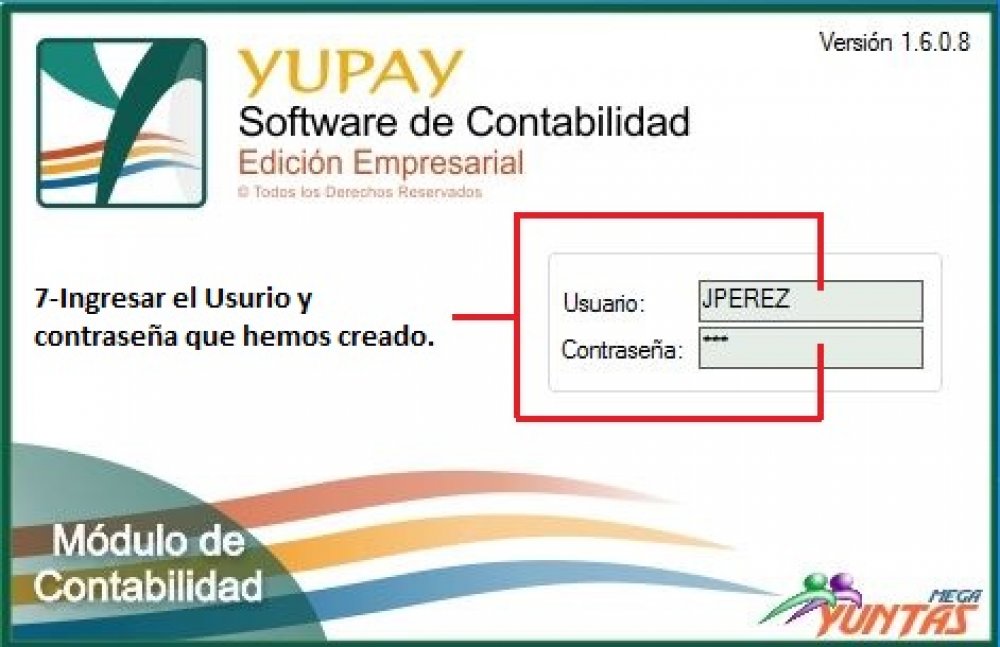 Versión 1.6.0.8
YUPAY
Software de Contabilidad
Edición Empresarial
© Todos los Derechos Reservados
7-Ingresar el Usurio y
contraseña que hemos creado.
Usuario: JPEREZ
Contraseña: ***
Módulo de
Contabilidad
MEGA
YUNTAS